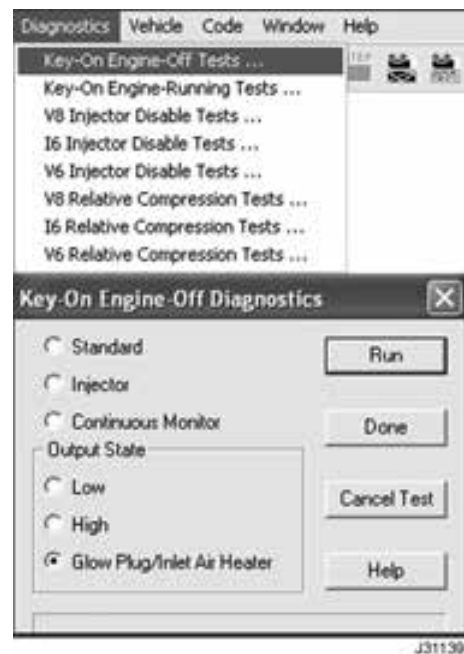 Diagnostics Vehicle Code Window Help
Key-On Engine-Off Tests ...
Key-On Engine-Running Tests ...
V8 Injector Disable Tests ...
I6 Injector Disable Tests ...
V6 Injector Disable Tests ...
V8 Relative Compression Tests ...
I6 Relative Compression Tests ...
V6 Relative Compression Tests ...
Key-On Engine-Off Diagnostics
Standard
Run
Injector
Continuous Monitor
Done
Output State
Low
Cancel Test
High
Glow Plug/Inlet Air Heater
Help
J31139